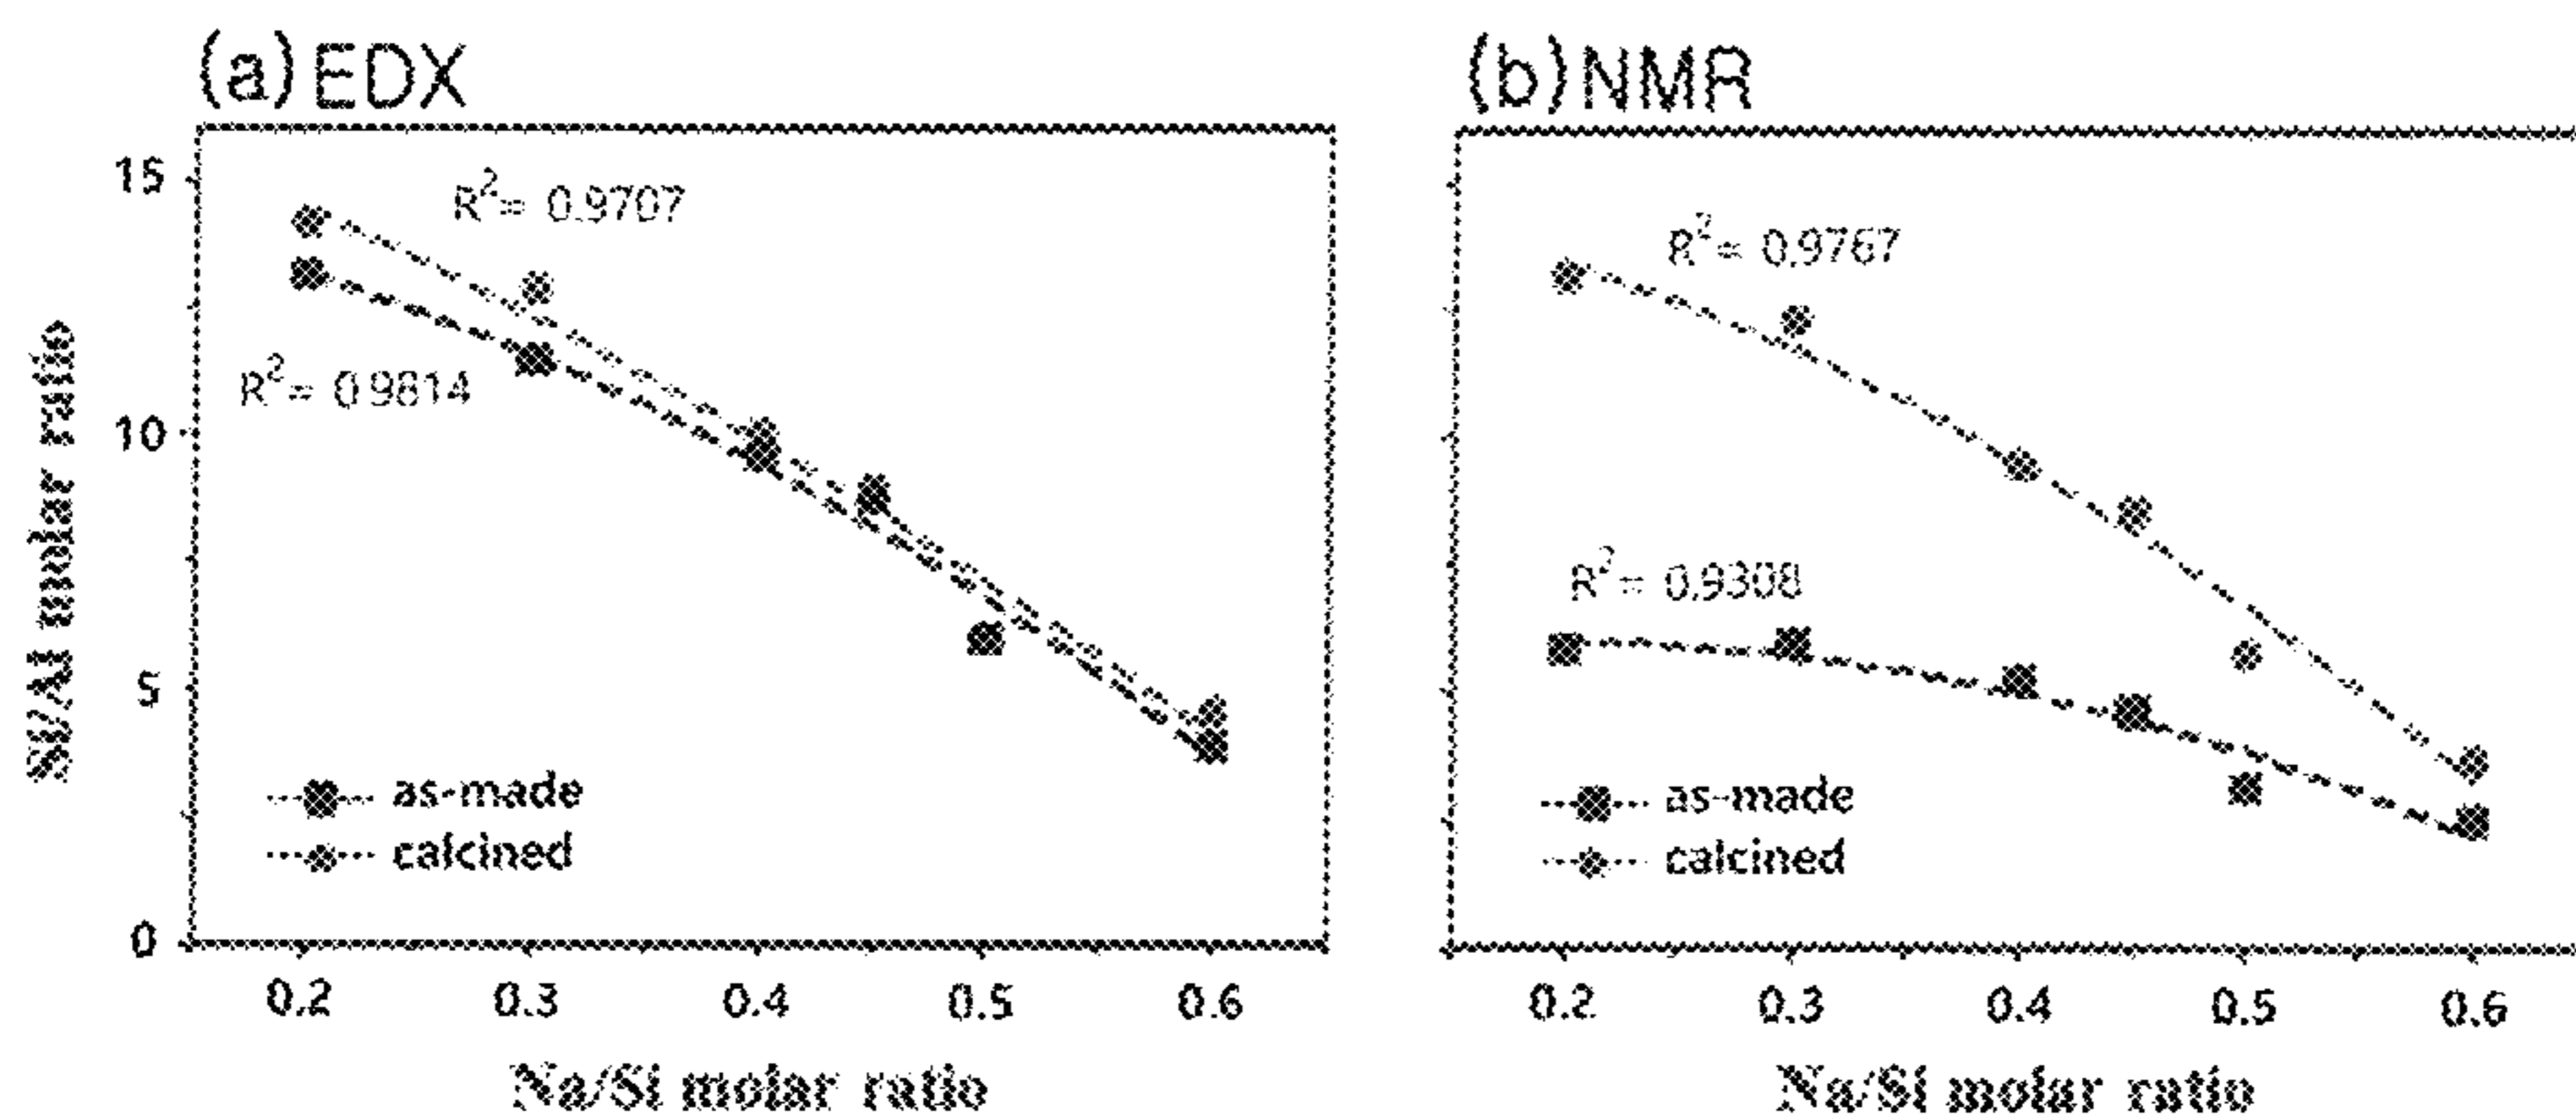 (a) EDX
15
10
5
0
Si/Al molar ratio
R²= 0.9707
R²= 0.9814
as-made
calcined
0.2 0.3 0.4 0.5 0.6
Na/Si molar ratio
(b) NMR
R²= 0.9767
R²= 0.9308
as-made
calcined
0.2 0.3 0.4 0.5 0.6
Na/Si molar ratio